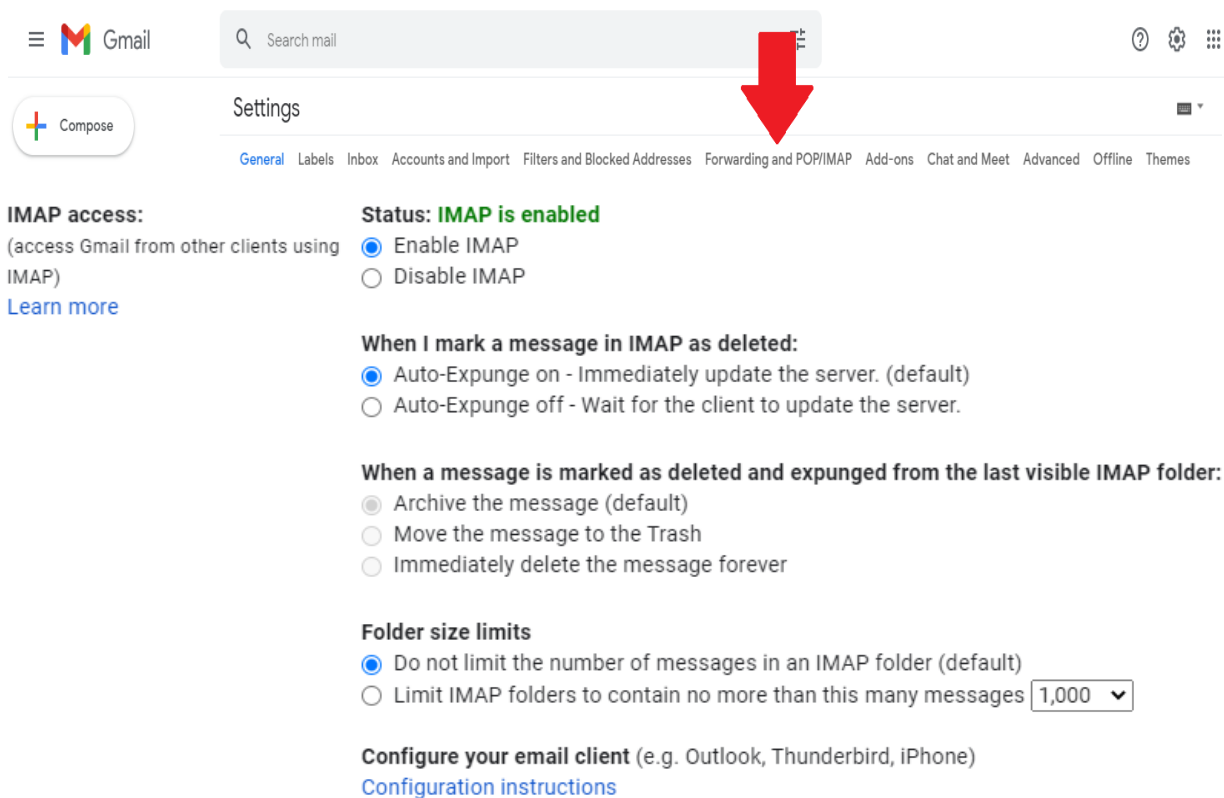 Gmail
Search mail
Compose
Settings
General Labels Inbox Accounts and Import Filters and Blocked Addresses Forwarding and POP/IMAP Add-ons Chat and Meet Advanced Offline Themes
IMAP access:
(access Gmail from other clients using
IMAP)
Learn more
Status: IMAP is enabled
Enable IMAP
Disable IMAP
When I mark a message in IMAP as deleted:
Auto-Expunge on - Immediately update the server. (default)
Auto-Expunge off - Wait for the client to update the server.
When a message is marked as deleted and expunged from the last visible IMAP folder:
Archive the message (default)
Move the message to the Trash
Immediately delete the message forever
Folder size limits
Do not limit the number of messages in an IMAP folder (default)
Limit IMAP folders to contain no more than this many messages 1,000
Configure your email client (e.g. Outlook, Thunderbird, iPhone)
Configuration instructions